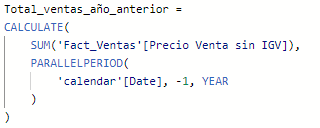 Total_ventas_año_anterior =
CALCULATE(
    SUM('Fact_Ventas'[Precio Venta sin IGV]),
    PARALLELPERIOD(
        'calendar'[Date], -1, YEAR
    )
)